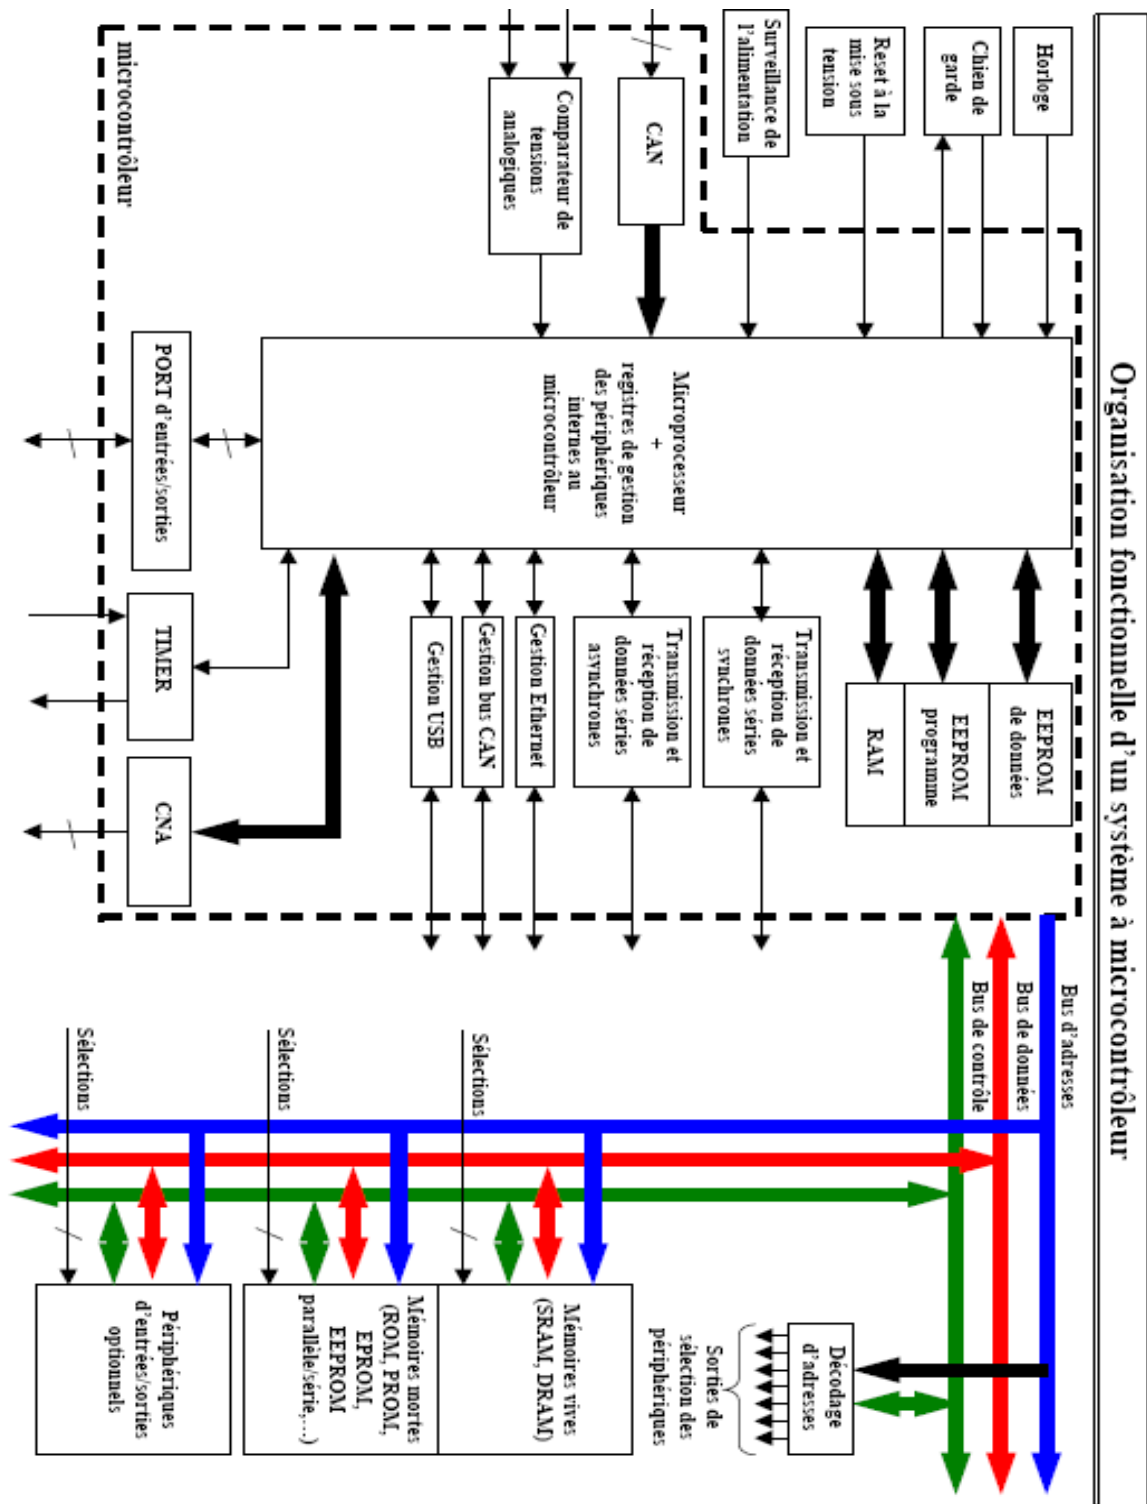 Organisation fonctionnelle d'un système à microcontrôleur
Horloge
Chien de
garde
Reset à la
mise sous
tension
Surveillance de
l'alimentation
CAN
Comparateur de
tensions
analogiques
microcontrôleur
Microprocesseur
+
registres de gestion
des périphériques
internes au
microcontrôleur
PORT d'entrées/sorties
TIMER
CNA
EEPROM
de données
EEPROM
programme
RAM
Transmission et
réception de
données séries
synchrones
Transmission et
réception de
données séries
asynchrones
Gestion Ethernet
Gestion bus CAN
Gestion USB
Bus d'adresses
Bus de données
Bus de contrôle
Décodage
d'adresses
Sorties de
sélection des
périphériques
Sélections
Mémoires vives
(SRAM, DRAM)
Sélections
Mémoires mortes
(ROM, PROM,
EPROM,
EEPROM
parallèle/série,...)
Sélections
Périphériques
d'entrées/sorties
optionnels